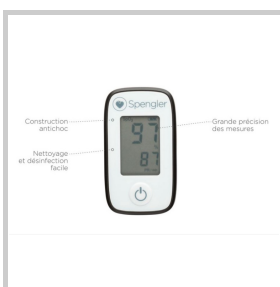 Spengler
Construction
antichoc
97
Grande précision
des mesures
Nettoyage
et désinfection
facile
87